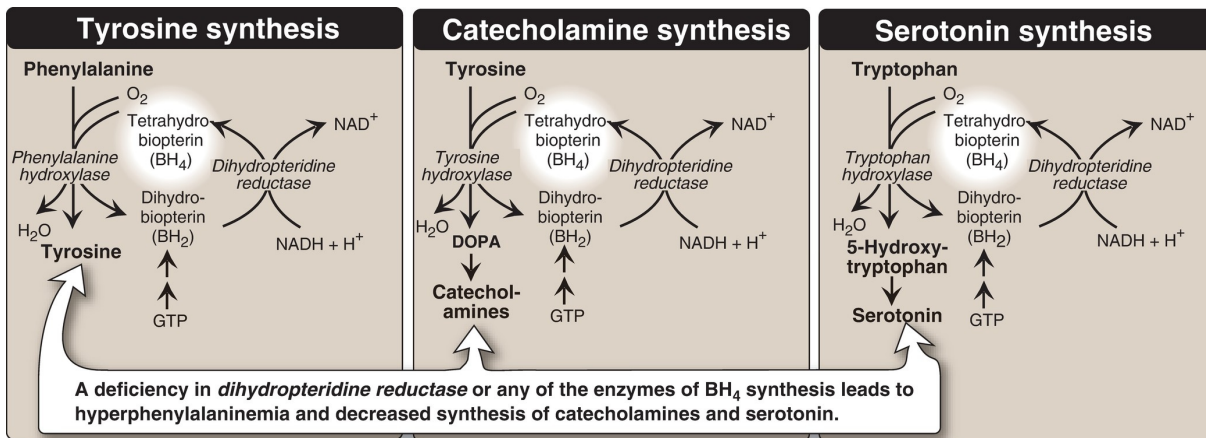 Tyrosine synthesis
Phenylalanine
O₂
Tetrahydro-
biopterin
(BH₄)
NAD⁺
Phenylalanine
hydroxylase
Dihydropteridine
reductase
Dihydro-
biopterin
(BH₂)
H₂O
Tyrosine
NADH + H⁺
GTP
Catecholamine synthesis
Tyrosine
O₂
Tetrahydro-
biopterin
(BH₄)
NAD⁺
Tyrosine
hydroxylase
Dihydropteridine
reductase
Dihydro-
biopterin
(BH₂)
H₂O
DOPA
NADH + H⁺
Catechol-
amines
GTP
Serotonin synthesis
Tryptophan
O₂
Tetrahydro-
biopterin
(BH₄)
NAD⁺
Tryptophan
hydroxylase
Dihydropteridine
reductase
Dihydro-
biopterin
(BH₂)
H₂O
5-Hydroxy-
tryptophan
NADH + H⁺
Serotonin
GTP
A deficiency in dihydropteridine reductase or any of the enzymes of BH₄ synthesis leads to
hyperphenylalaninemia and decreased synthesis of catecholamines and serotonin.